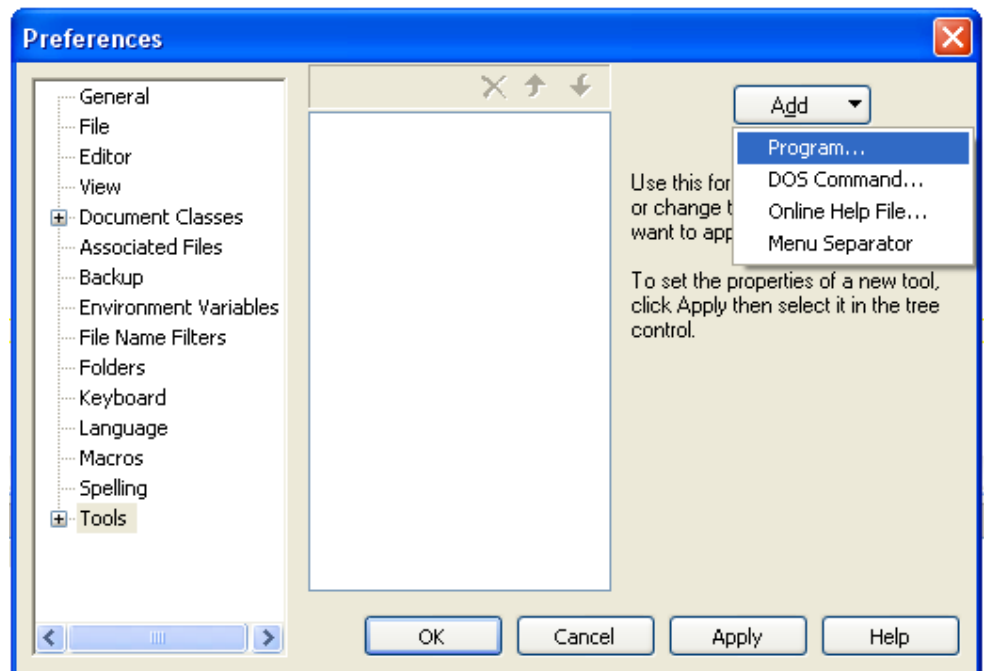 Preferences
General
File
Editor
View
Document Classes
Associated Files
Backup
Environment Variables
File Name Filters
Folders
Keyboard
Language
Macros
Spelling
Tools
Add
Program...
DOS Command...
Online Help File...
Menu Separator
Use this for
or change t
want to app
To set the properties of a new tool,
click Apply then select it in the tree
control.
OK
Cancel
Apply
Help